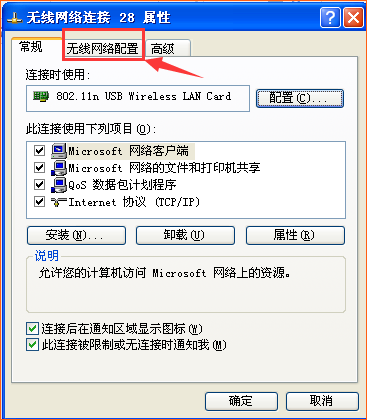 无线网络连接 28 属性
常规 无线网络配置 高级
连接时使用:
802.11n USB Wireless LAN Card 配置(C)...
此连接使用下列项目(O):
Microsoft 网络客户端
Microsoft 网络的文件和打印机共享
QoS 数据包计划程序
Internet 协议 (TCP/IP)
安装(N)... 卸载(U) 属性(R)
说明
允许您的计算机访问 Microsoft 网络上的资源。
连接后在通知区域显示图标(W)
此连接被限制或无连接时通知我(M)
确定 取消